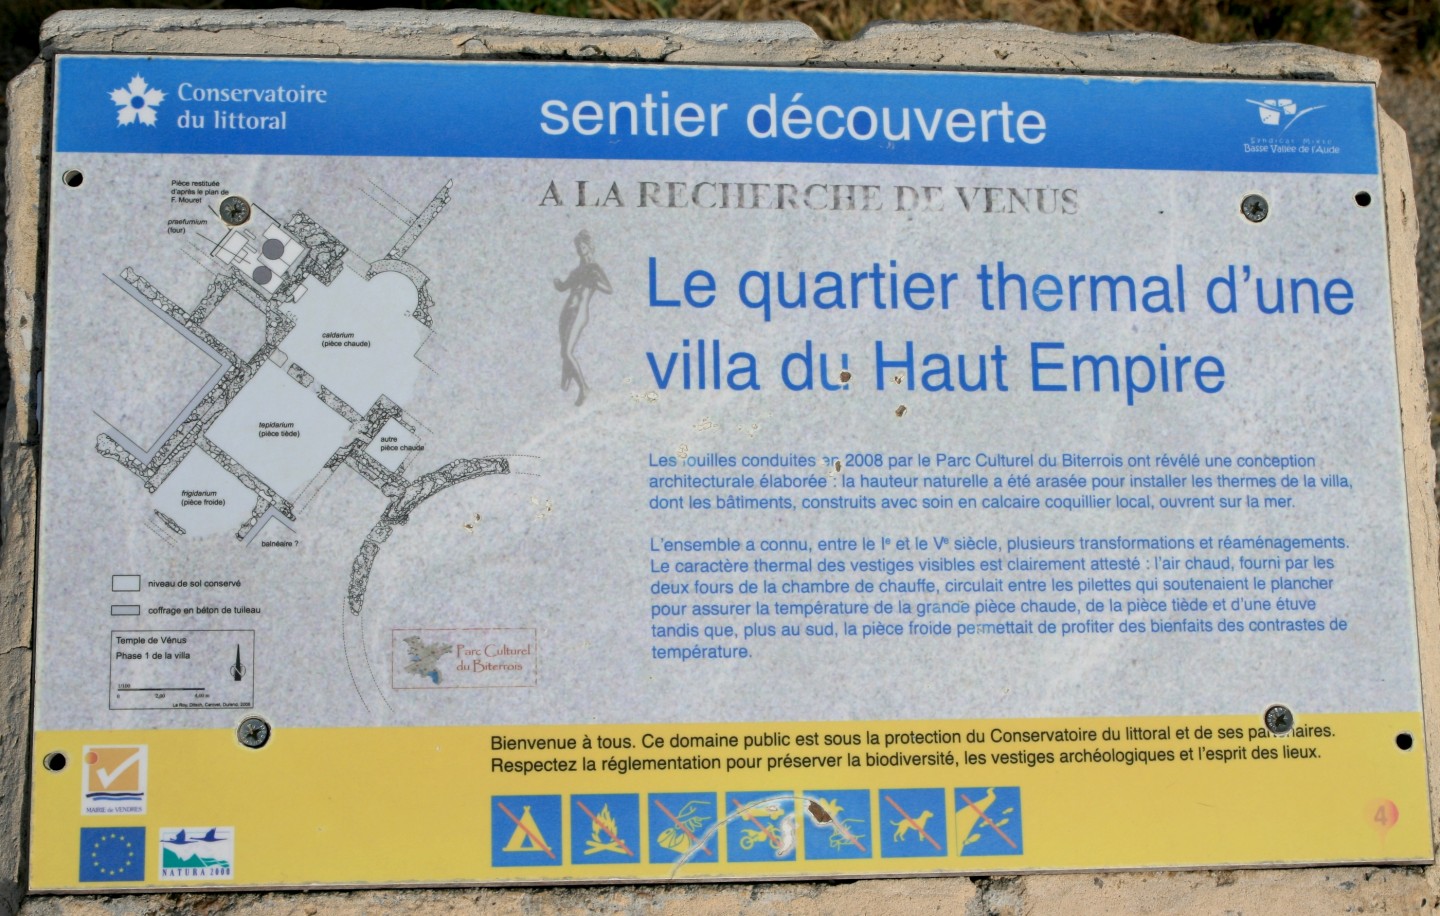 Conservatoire
du littoral
sentier découverte
Syndicat Mixte
Basse Vallée de l'Aude
A LA RECHERCHE DE VENUS
Le quartier thermal d'une
villa du Haut Empire
Pièce restituée
d'après le plan de
F. Mouret
praefurnium
(four)
caldarium
(pièce chaude)
tepidarium
(pièce tiède)
autre
pièce chaude
frigidarium
(pièce froide)
balnéaire ?
niveau de sol conservé
coffrage en béton de tuileau
Temple de Vénus
Phase 1 de la villa
1/100
Parc Culturel
du Biterrois
Les fouilles conduites en 2008 par le Parc Culturel du Biterrois ont révélé une conception
architecturale élaborée : la hauteur naturelle a été arasée pour installer les thermes de la villa,
dont les bâtiments, construits avec soin en calcaire coquillier local, ouvrent sur la mer.
L'ensemble a connu, entre le Iᵉ et le Vᵉ siècle, plusieurs transformations et réaménagements.
Le caractère thermal des vestiges visibles est clairement attesté : l'air chaud, fourni par les
deux fours de la chambre de chauffe, circulait entre les pilettes qui soutenaient le plancher
pour assurer la température de la grande pièce chaude, de la pièce tiède et d'une étuve
tandis que, plus au sud, la pièce froide permettait de profiter des bienfaits des contrastes de
température.
Bienvenue à tous. Ce domaine public est sous la protection du Conservatoire du littoral et de ses partenaires.
Respectez la réglementation pour préserver la biodiversité, les vestiges archéologiques et l'esprit des lieux.
MAIRIE de VENDRES
NATURA 2000
4